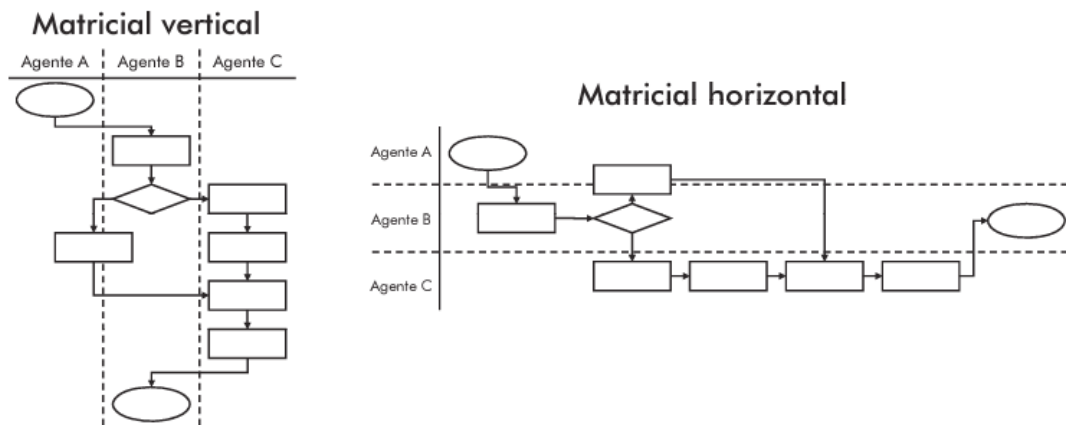 Matricial vertical
Agente A
Agente B
Agente C
Matricial horizontal
Agente A
Agente B
Agente C